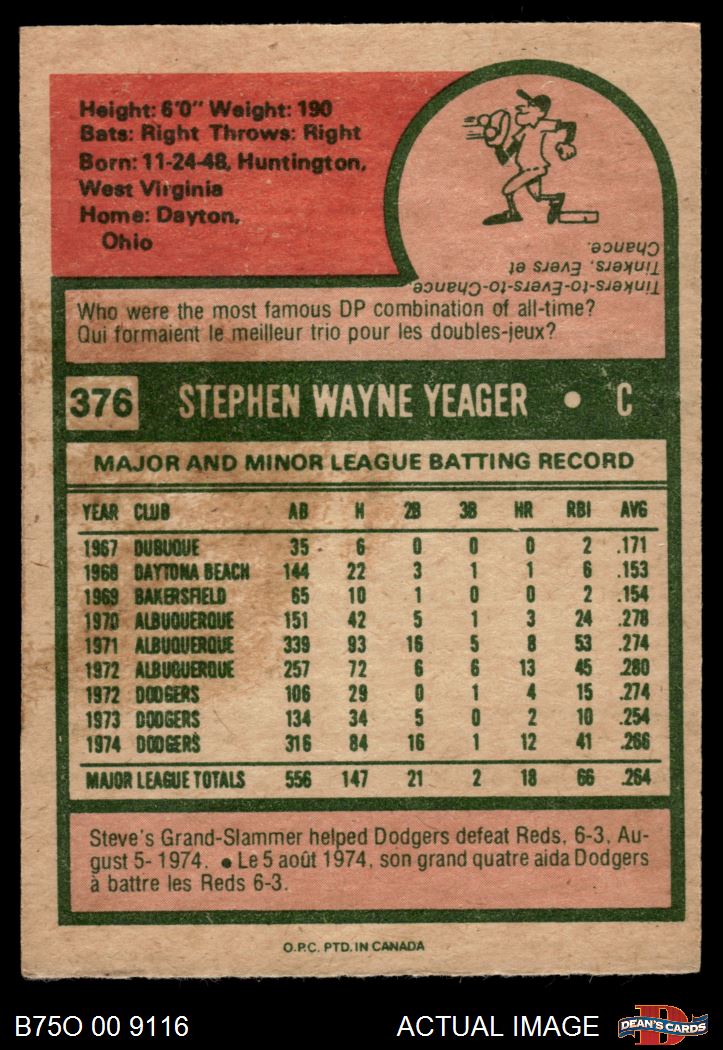 Height: 6'0" Weight: 190
Bats: Right Throws: Right
Born: 11-24-48, Huntington,
West Virginia
Home: Dayton,
Ohio
Tinkers-to-Evers-to-Chance
Tinkers, Evers et
Chance.
Who were the most famous DP combination of all-time?
Qui formaient le meilleur trio pour les doubles-jeux?
376 STEPHEN WAYNE YEAGER • C
MAJOR AND MINOR LEAGUE BATTING RECORD
YEAR CLUB AB H 2B 3B HR RBI AVG
1967 DUBUQUE 35 6 0 0 0 2 .171
1968 DAYTONA BEACH 144 22 3 1 1 6 .153
1969 BAKERSFIELD 65 10 1 0 0 2 .154
1970 ALBUQUERQUE 151 42 5 1 3 24 .278
1971 ALBUQUERQUE 339 93 16 5 8 53 .274
1972 ALBUQUERQUE 257 72 6 6 13 45 .280
1972 DODGERS 106 29 0 1 4 15 .274
1973 DODGERS 134 34 5 0 2 10 .254
1974 DODGERS 316 84 16 1 12 41 .266
MAJOR LEAGUE TOTALS 556 147 21 2 18 66 .264
Steve's Grand-Slammer helped Dodgers defeat Reds, 6-3, Au-
gust 5- 1974. • Le 5 août 1974, son grand quatre aida Dodgers
à battre les Reds 6-3.
O.P.C. PTD. IN CANADA
B75O 00 9116 ACTUAL IMAGE DEAN'S CARDS